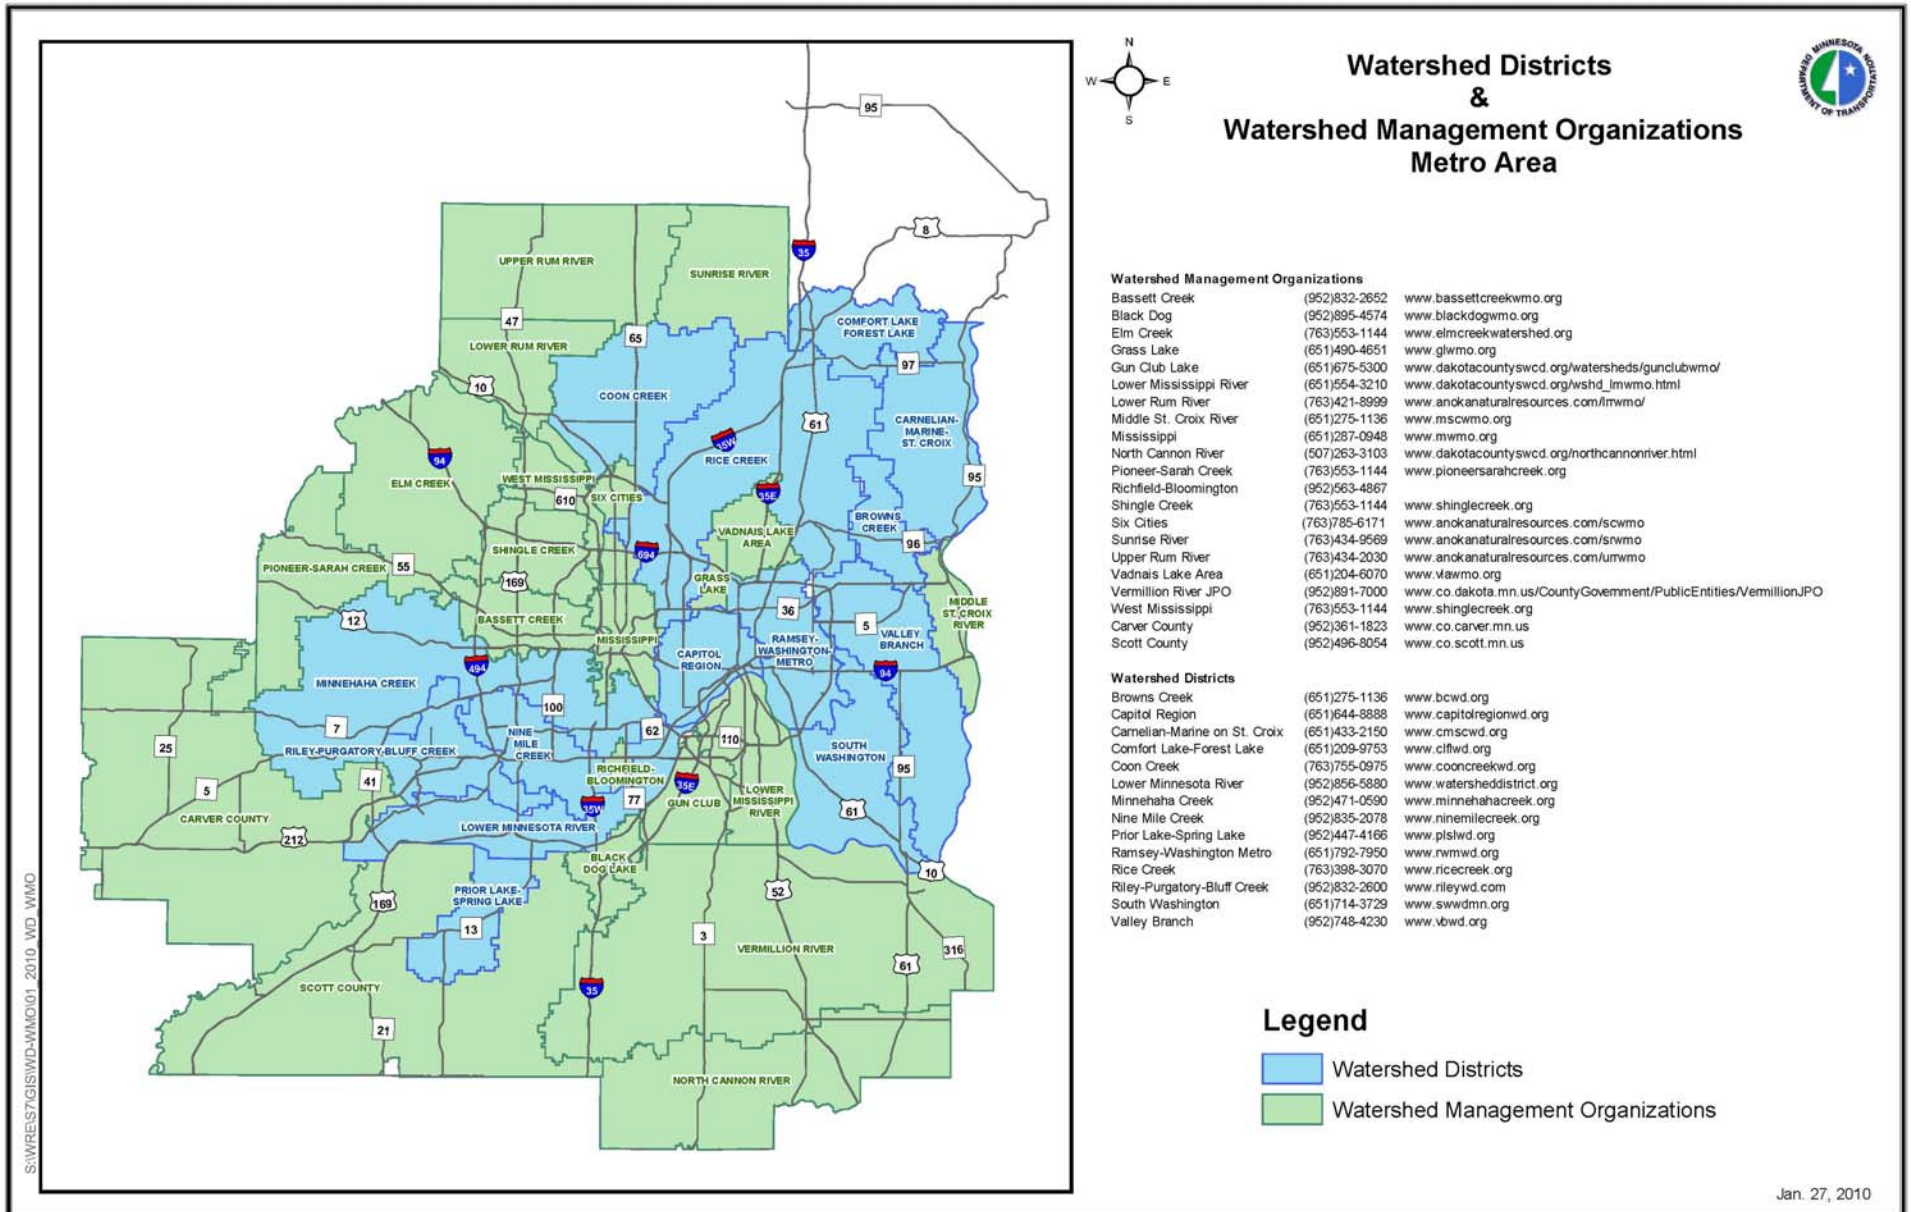 N
W
E
S
Watershed Districts
&
Watershed Management Organizations
Metro Area
MINNESOTA
DEPARTMENT OF TRANSPORTATION
Watershed Management Organizations
Bassett Creek (952)832-2652 www.bassettcreekwmo.org
Black Dog (952)895-4574 www.blackdogwmo.org
Elm Creek (763)553-1144 www.elmcreekwatershed.org
Grass Lake (651)490-4651 www.glwmo.org
Gun Club Lake (651)675-5300 www.dakotacountyswcd.org/watersheds/gunclubwmo/
Lower Mississippi River (651)554-3210 www.dakotacountyswcd.org/wshd_lmwmo.html
Lower Rum River (763)421-8999 www.anokanaturalresources.com/lrrwmo/
Middle St. Croix River (651)275-1136 www.mscwmo.org
Mississippi (651)287-0948 www.mwmo.org
North Cannon River (507)263-3103 www.dakotacountyswcd.org/northcannonriver.html
Pioneer-Sarah Creek (763)553-1144 www.pioneersarahcreek.org
Richfield-Bloomington (952)563-4867
Shingle Creek (763)553-1144 www.shinglecreek.org
Six Cities (763)785-6171 www.anokanaturalresources.com/scwmo
Sunrise River (763)434-9569 www.anokanaturalresources.com/srwmo
Upper Rum River (763)434-2030 www.anokanaturalresources.com/urrwmo
Vadnais Lake Area (651)204-6070 www.vlawmo.org
Vermillion River JPO (952)891-7000 www.co.dakota.mn.us/CountyGovernment/PublicEntities/VermillionJPO
West Mississippi (763)553-1144 www.shinglecreek.org
Carver County (952)361-1823 www.co.carver.mn.us
Scott County (952)496-8054 www.co.scott.mn.us
Watershed Districts
Browns Creek (651)275-1136 www.bcwd.org
Capitol Region (651)644-8888 www.capitolregionwd.org
Carnelian-Marine on St. Croix (651)433-2150 www.cmscwd.org
Comfort Lake-Forest Lake (651)209-9753 www.clflwd.org
Coon Creek (763)755-0975 www.cooncreekwd.org
Lower Minnesota River (952)856-5880 www.watersheddistrict.org
Minnehaha Creek (952)471-0590 www.minnehahacreek.org
Nine Mile Creek (952)835-2078 www.ninemilecreek.org
Prior Lake-Spring Lake (952)447-4166 www.plslwd.org
Ramsey-Washington Metro (651)792-7950 www.rwmwd.org
Rice Creek (763)398-3070 www.ricecreek.org
Riley-Purgatory-Bluff Creek (952)832-2600 www.rileywd.com
South Washington (651)714-3729 www.swwdmn.org
Valley Branch (952)748-4230 www.vbwd.org
Legend
Watershed Districts
Watershed Management Organizations
Jan. 27, 2010
S:\WRE\S7\GIS\WD-WMO\01_2010_WD_WMO
95
8
35
UPPER RUM RIVER
SUNRISE RIVER
47
65
COMFORT LAKE
FOREST LAKE
LOWER RUM RIVER
97
10
COON CREEK
61
CARNELIAN-
MARINE-
ST. CROIX
35W
RICE CREEK
94
95
ELM CREEK
WEST MISSISSIPPI
610
SIX CITIES
35E
BROWNS
CREEK
VADNAIS LAKE
AREA
96
SHINGLE CREEK
694
PIONEER-SARAH CREEK
55
169
GRASS
LAKE
36
MIDDLE
ST. CROIX
RIVER
12
BASSETT CREEK
5
MISSISSIPPI
VALLEY
BRANCH
RAMSEY-
WASHINGTON-
METRO
CAPITOL
REGION
494
94
MINNEHAHA CREEK
100
7
62
110
NINE
MILE
CREEK
25
RILEY-PURGATORY-BLUFF CREEK
SOUTH
WASHINGTON
95
RICHFIELD-
BLOOMINGTON
41
5
35E
LOWER
MISSISSIPPI
RIVER
77
35W
GUN CLUB
61
CARVER COUNTY
LOWER MINNESOTA RIVER
212
BLACK
DOG LAKE
10
PRIOR LAKE-
SPRING LAKE
169
52
13
3
VERMILLION RIVER
316
61
SCOTT COUNTY
35
21
NORTH CANNON RIVER